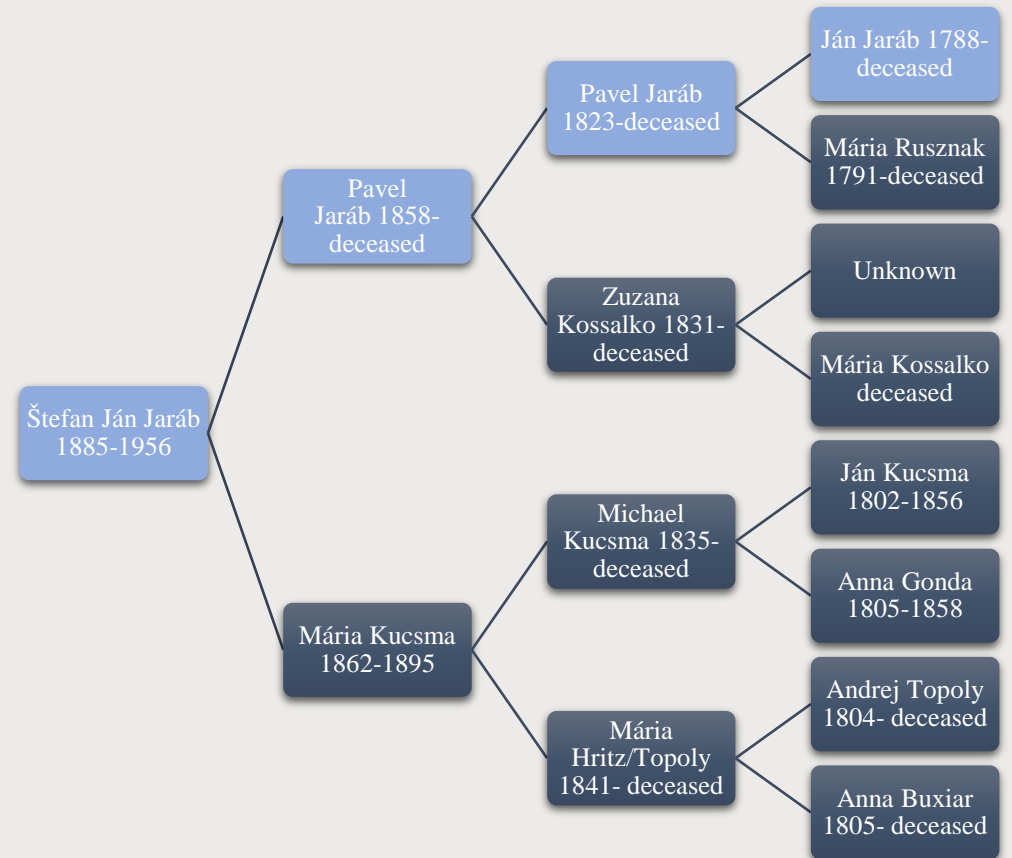 Štefan Ján Jaráb
1885-1956
Pavel
Jaráb 1858-
deceased
Pavel Jaráb
1823-deceased
Ján Jaráb 1788-
deceased
Mária Rusznak
1791-deceased
Zuzana
Kossalko 1831-
deceased
Unknown
Mária Kossalko
deceased
Mária Kucsma
1862-1895
Michael
Kucsma 1835-
deceased
Ján Kucsma
1802-1856
Anna Gonda
1805-1858
Mária
Hritz/Topoly
1841- deceased
Andrej Topoly
1804- deceased
Anna Buxiar
1805- deceased